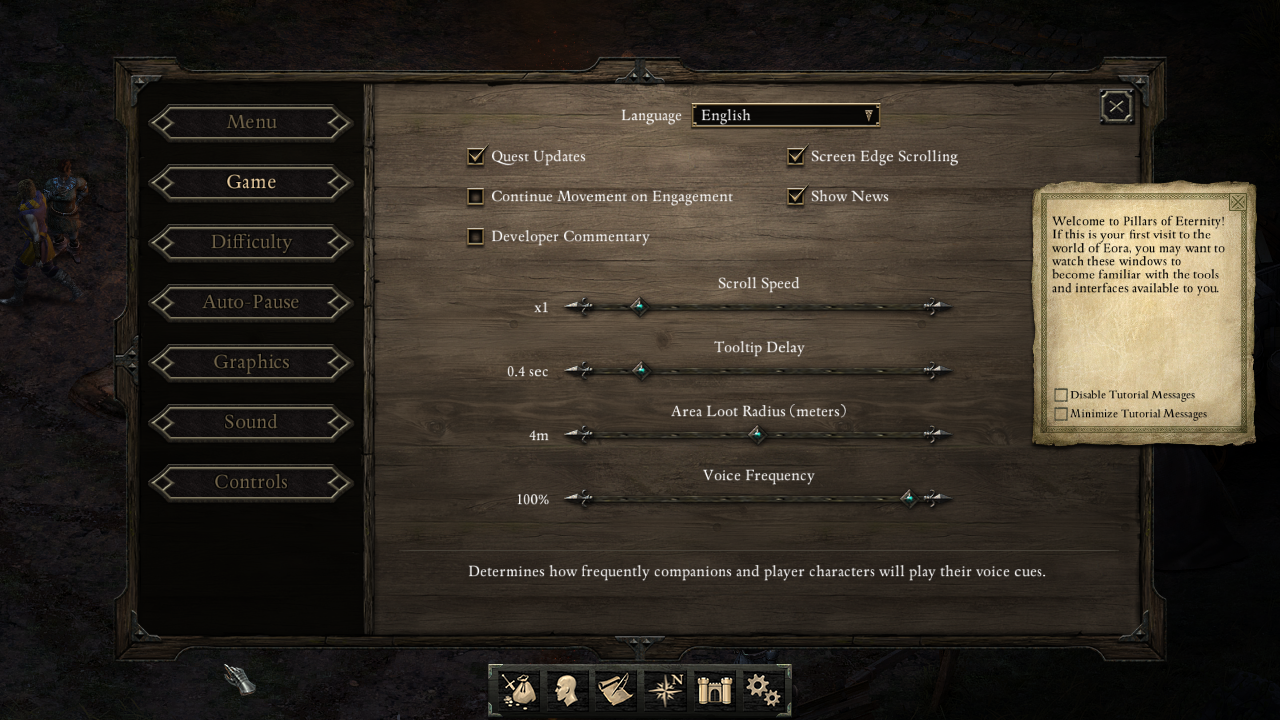 Menu
Game
Difficulty
Auto-Pause
Graphics
Sound
Controls
Language English
Quest Updates
Screen Edge Scrolling
Continue Movement on Engagement
Show News
Developer Commentary
Scroll Speed
x1
Tooltip Delay
0.4 sec
Area Loot Radius (meters)
4m
Voice Frequency
100%
Determines how frequently companions and player characters will play their voice cues.
Welcome to Pillars of Eternity!
If this is your first visit to the
world of Eora, you may want to
watch these windows to
become familiar with the tools
and interfaces available to you.
Disable Tutorial Messages
Minimize Tutorial Messages
N